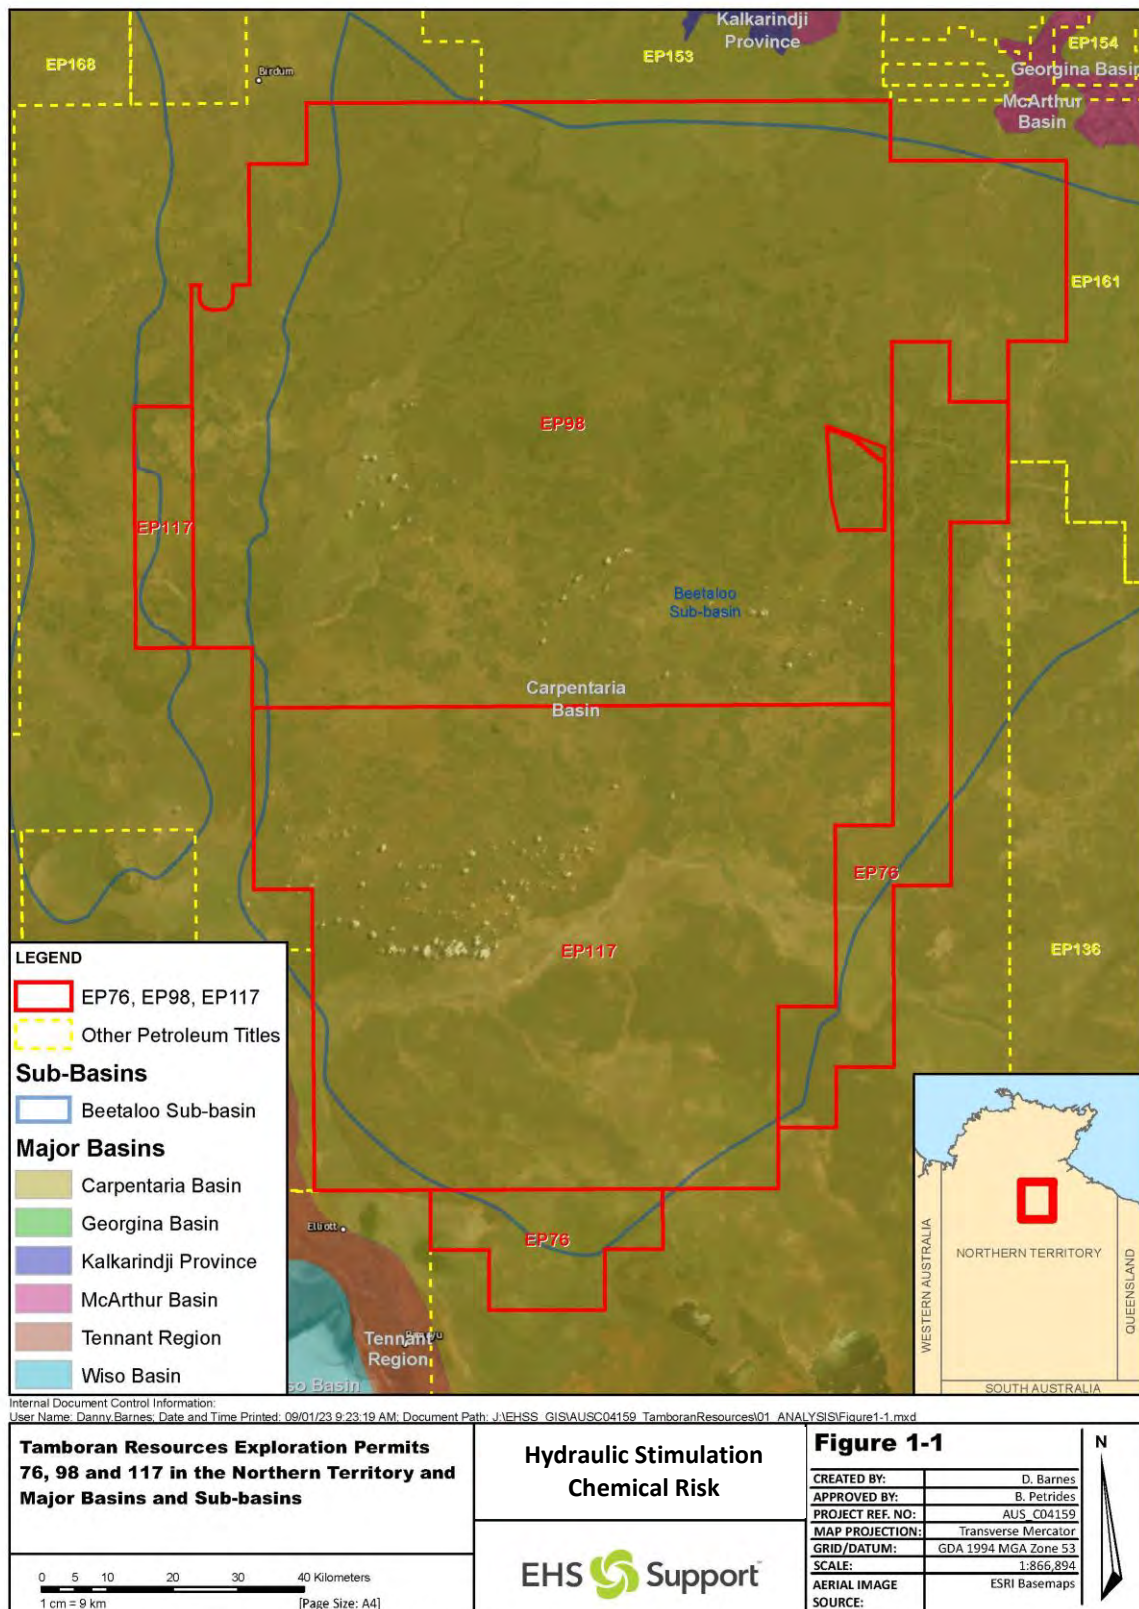 Kalkarindji
Province
EP168
Birdum
EP153
EP154
Georgina Basin
McArthur
Basin
EP161
EP98
EP117
Beetaloo
Sub-basin
Carpentaria
Basin
EP76
EP117
EP136
LEGEND
EP76, EP98, EP117
Other Petroleum Titles
Sub-Basins
Beetaloo Sub-basin
Major Basins
Carpentaria Basin
Georgina Basin
Kalkarindji Province
McArthur Basin
Tennant Region
Wiso Basin
Elliott
EP76
Tennant
Region
so Basin
WESTERN AUSTRALIA
NORTHERN TERRITORY
QUEENSLAND
SOUTH AUSTRALIA
Internal Document Control Information:
User Name: Danny.Barnes; Date and Time Printed: 09/01/23 9:23:19 AM; Document Path: J:\EHSS_GIS\AUSC04159_TamboranResources\01_ANALYSIS\Figure1-1.mxd
Tamboran Resources Exploration Permits
76, 98 and 117 in the Northern Territory and
Major Basins and Sub-basins
0 5 10 20 30 40 Kilometers
1 cm = 9 km [Page Size: A4]
Hydraulic Stimulation
Chemical Risk
EHS Support
Figure 1-1
CREATED BY: D. Barnes
APPROVED BY: B. Petrides
PROJECT REF. NO: AUS_C04159
MAP PROJECTION: Transverse Mercator
GRID/DATUM: GDA 1994 MGA Zone 53
SCALE: 1:866,894
AERIAL IMAGE ESRI Basemaps
SOURCE:
N